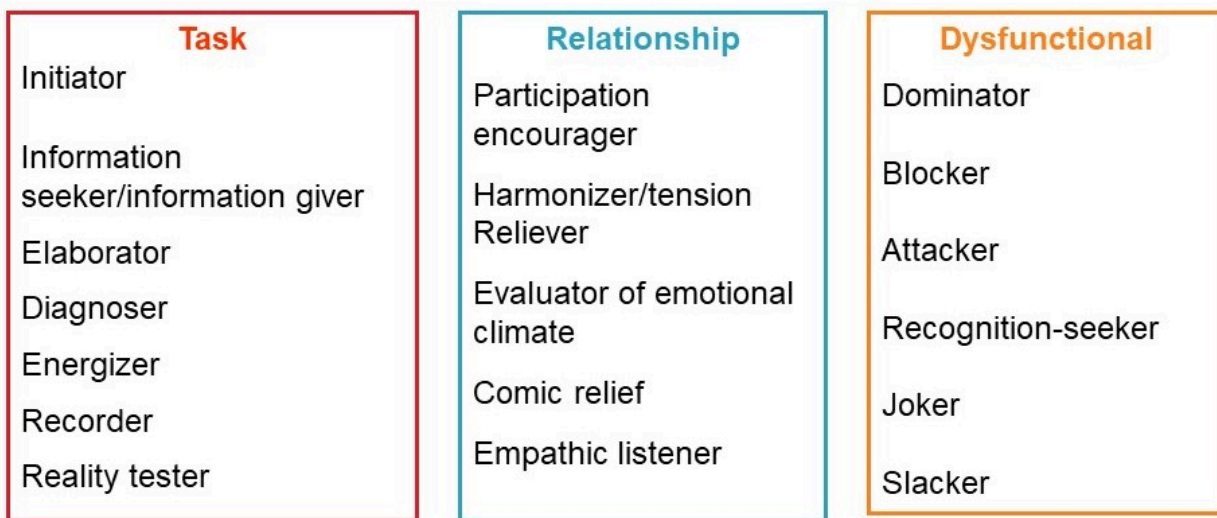 Task
Initiator
Information
seeker/information giver
Elaborator
Diagnoser
Energizer
Recorder
Reality tester
Relationship
Participation
encourager
Harmonizer/tension
Reliever
Evaluator of emotional
climate
Comic relief
Empathic listener
Dysfunctional
Dominator
Blocker
Attacker
Recognition-seeker
Joker
Slacker